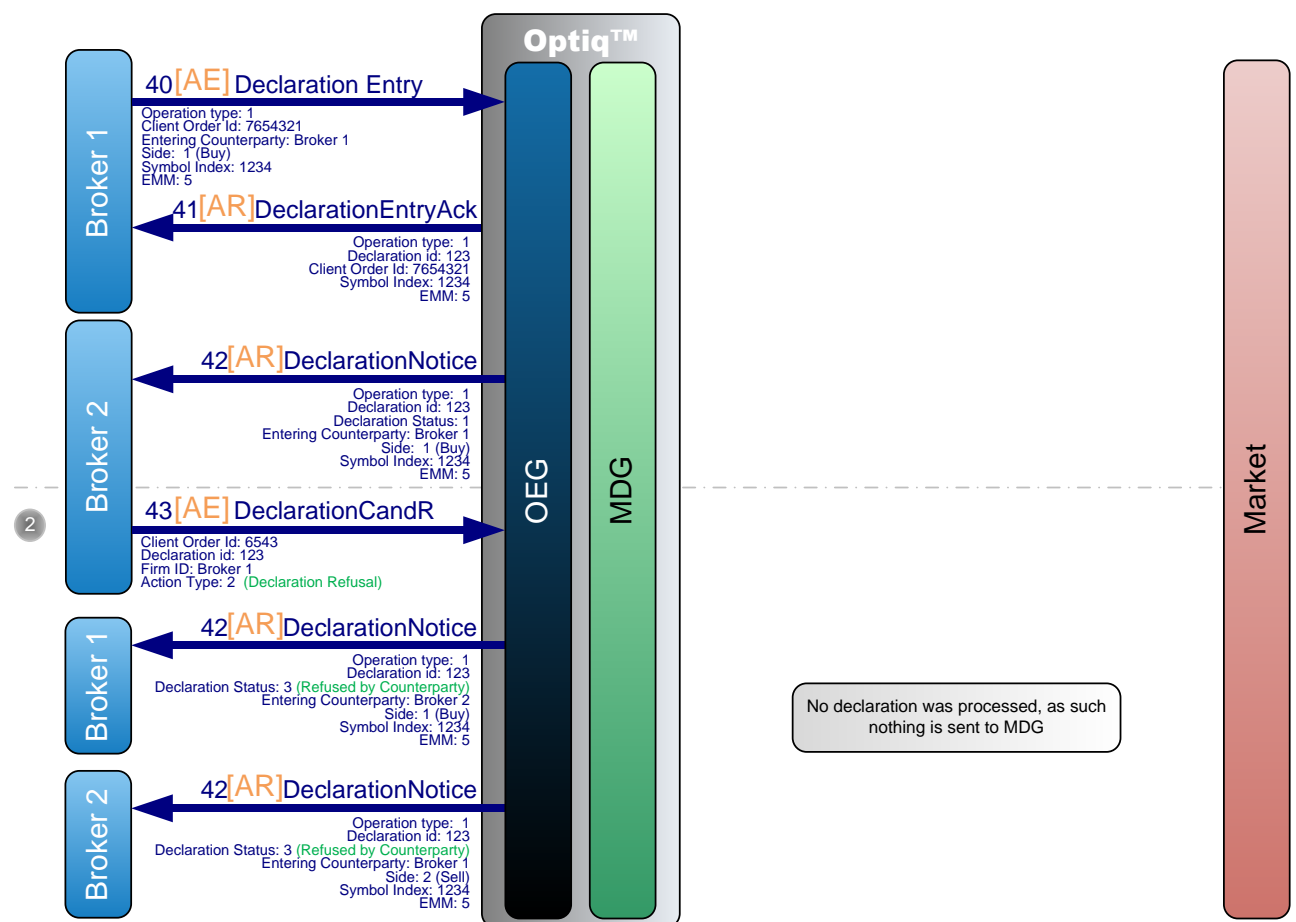 Optiq™
Broker 1
40[AE] Declaration Entry
Operation type: 1
Client Order Id: 7654321
Entering Counterparty: Broker 1
Side: 1 (Buy)
Symbol Index: 1234
EMM: 5
41[AR]DeclarationEntryAck
Operation type: 1
Declaration id: 123
Client Order Id: 7654321
Symbol Index: 1234
EMM: 5
Broker 2
42[AR]DeclarationNotice
Operation type: 1
Declaration id: 123
Declaration Status: 1
Entering Counterparty: Broker 1
Side: 1 (Buy)
Symbol Index: 1234
EMM: 5
OEG
MDG
Market
2
43[AE] DeclarationCandR
Client Order Id: 6543
Declaration id: 123
Firm ID: Broker 1
Action Type: 2 (Declaration Refusal)
Broker 1
42[AR]DeclarationNotice
Operation type: 1
Declaration id: 123
Declaration Status: 3 (Refused by Counterparty)
Entering Counterparty: Broker 2
Side: 1 (Buy)
Symbol Index: 1234
EMM: 5
No declaration was processed, as such
nothing is sent to MDG
Broker 2
42[AR]DeclarationNotice
Operation type: 1
Declaration id: 123
Declaration Status: 3 (Refused by Counterparty)
Entering Counterparty: Broker 1
Side: 2 (Sell)
Symbol Index: 1234
EMM: 5